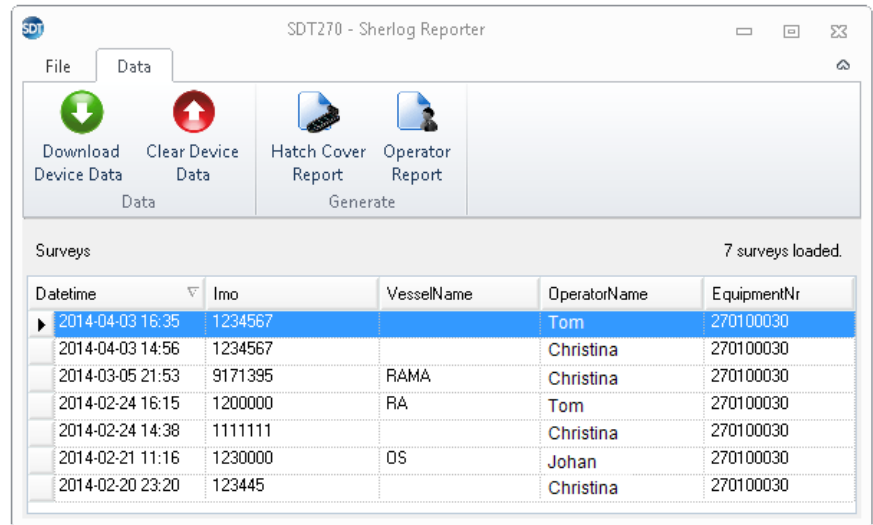 SDT SDT270 - Sherlog Reporter
File Data
Download Device Data Clear Device Data Hatch Cover Report Operator Report
Data Generate
Surveys 7 surveys loaded.
Datetime Imo VesselName OperatorName EquipmentNr
2014-04-03 16:35 1234567 Tom 270100030
2014-04-03 14:56 1234567 Christina 270100030
2014-03-05 21:53 9171395 RAMA Christina 270100030
2014-02-24 16:15 1200000 RA Tom 270100030
2014-02-24 14:38 1111111 Christina 270100030
2014-02-21 11:16 1230000 OS Johan 270100030
2014-02-20 23:20 123445 Christina 270100030